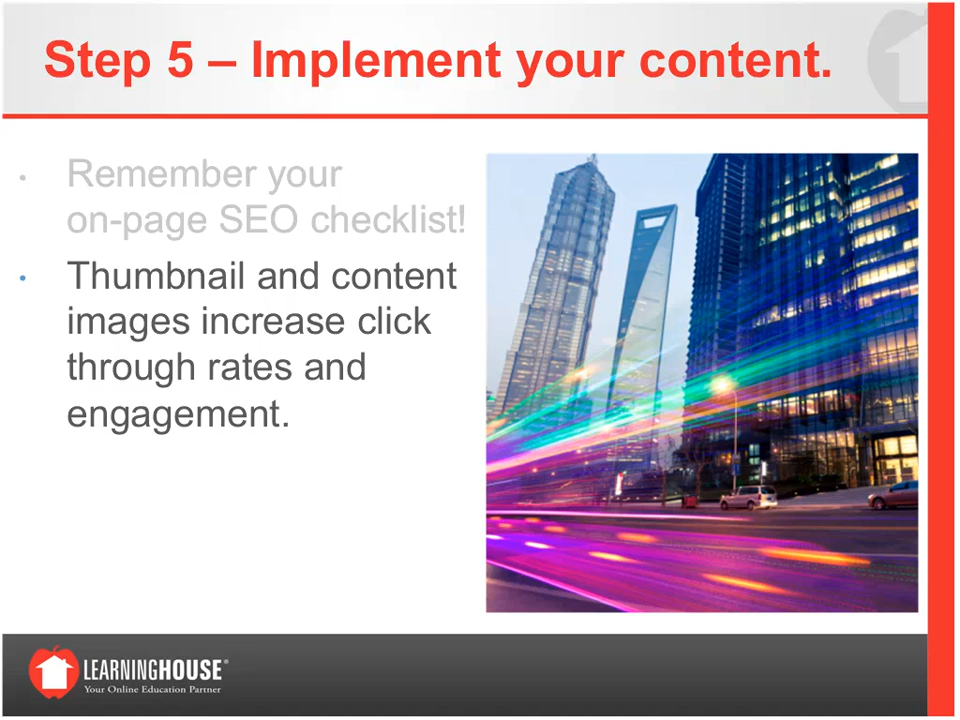 Step 5 – Implement your content.
Remember your
on-page SEO checklist!
Thumbnail and content
images increase click
through rates and
engagement.
LEARNINGHOUSE®
Your Online Education Partner